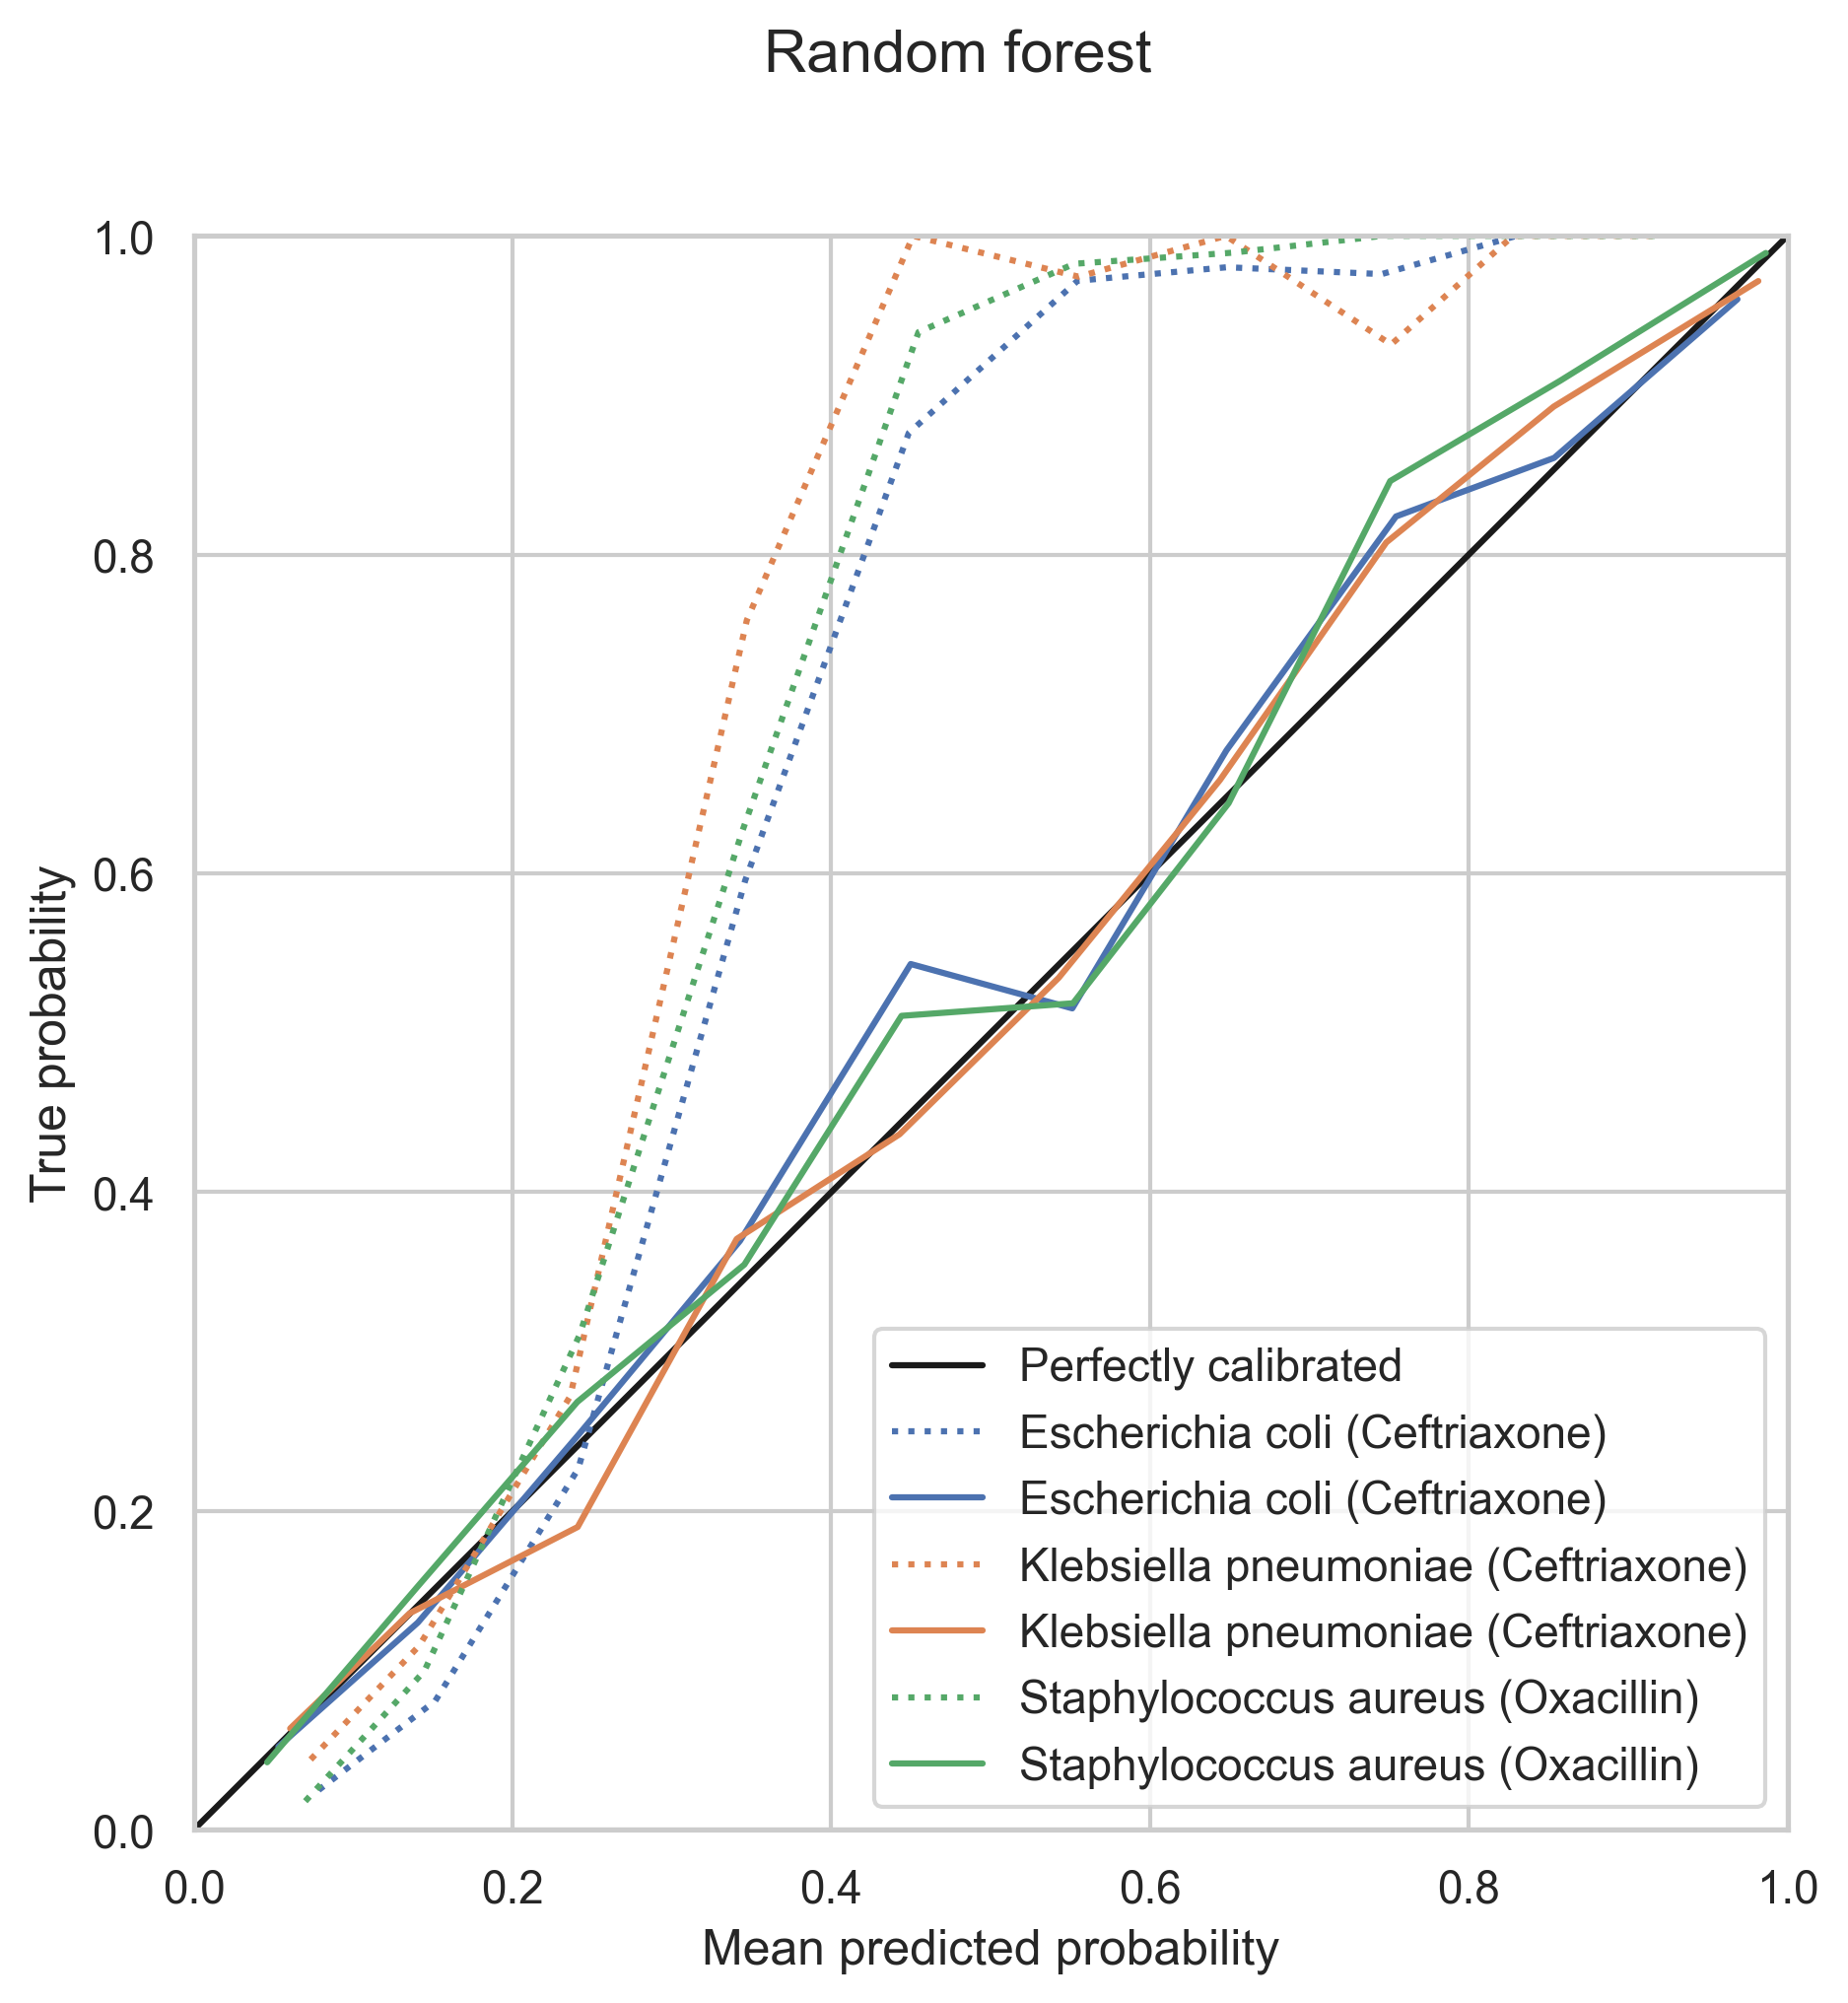 Random forest
1.0
0.8
0.6
0.4
0.2
0.0
True probability
Perfectly calibrated
Escherichia coli (Ceftriaxone)
Escherichia coli (Ceftriaxone)
Klebsiella pneumoniae (Ceftriaxone)
Klebsiella pneumoniae (Ceftriaxone)
Staphylococcus aureus (Oxacillin)
Staphylococcus aureus (Oxacillin)
0.0 0.2 0.4 0.6 0.8 1.0
Mean predicted probability